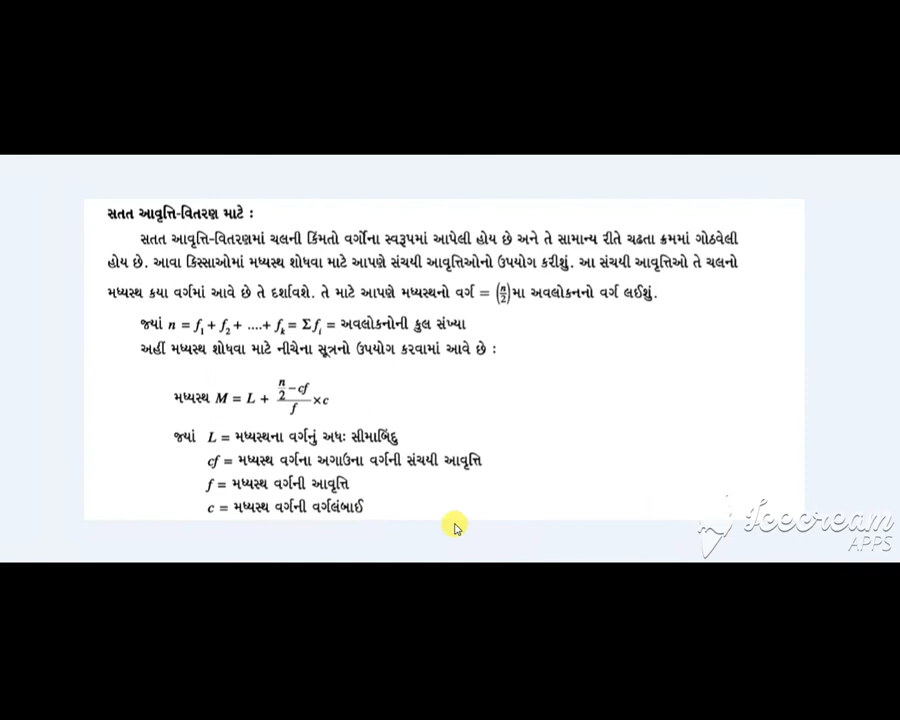 સતત આવૃત્તિ-વિતરણ માટે :
સતત આવૃત્તિ-વિતરણમાં ચલની કિંમતો વર્ગોના સ્વરૂપમાં આપેલી હોય છે અને તે સામાન્ય રીતે ચઢતા ક્રમમાં ગોઠવેલી
હોય છે. આવા કિસ્સાઓમાં મધ્યસ્થ શોધવા માટે આપણે સંચયી આવૃત્તિઓનો ઉપયોગ કરીશું. આ સંચયી આવૃત્તિઓ તે ચલનો
મધ્યસ્થ કયા વર્ગમાં આવે છે તે દર્શાવશે. તે માટે આપણે મધ્યસ્થનો વર્ગ = (n/2)મા અવલોકનનો વર્ગ લઈશું.
જ્યાં n = f₁ + f₂ + ....+ fₖ = Σfᵢ = અવલોકનોની કુલ સંખ્યા
અહીં મધ્યસ્થ શોધવા માટે નીચેના સૂત્રનો ઉપયોગ કરવામાં આવે છે :
મધ્યસ્થ M = L + (n/2 − cf)/f × c
જ્યાં L = મધ્યસ્થના વર્ગનું અધઃ સીમાબિંદુ
cf = મધ્યસ્થ વર્ગના અગાઉના વર્ગની સંચયી આવૃત્તિ
f = મધ્યસ્થ વર્ગની આવૃત્તિ
c = મધ્યસ્થ વર્ગની વર્ગલંબાઈ
Icecream
APPS